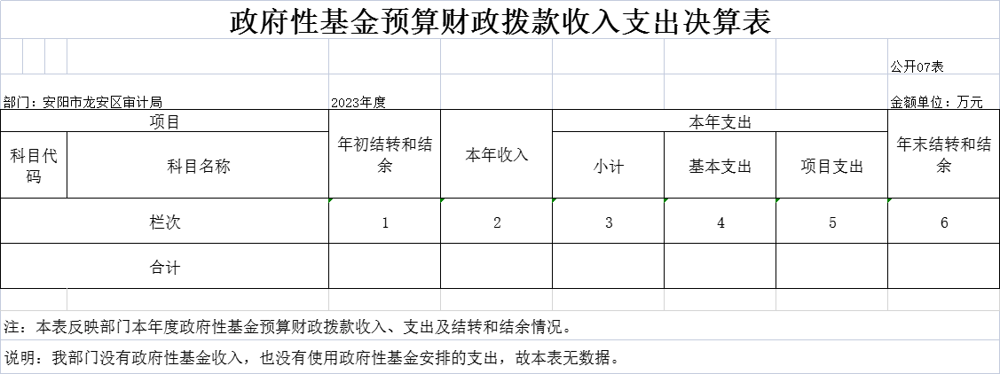 政府性基金预算财政拨款收入支出决算表
公开07表
部门：安阳市龙安区审计局 2023年度 金额单位：万元
项目 年初结转和结余 本年收入 本年支出 年末结转和结余
科目代码 科目名称 小计 基本支出 项目支出
栏次 1 2 3 4 5 6
合计
注：本表反映部门本年度政府性基金预算财政拨款收入、支出及结转和结余情况。
说明：我部门没有政府性基金收入，也没有使用政府性基金安排的支出，故本表无数据。